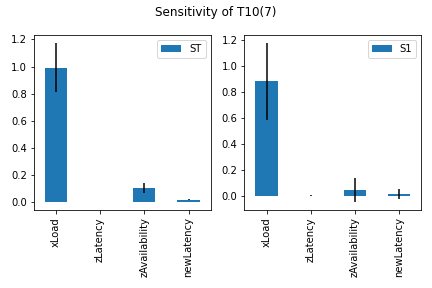 Sensitivity of T10(7)
ST
1.2
1.0
0.8
0.6
0.4
0.2
0.0
xLoad
zLatency
zAvailability
newLatency
S1
1.2
1.0
0.8
0.6
0.4
0.2
0.0
xLoad
zLatency
zAvailability
newLatency